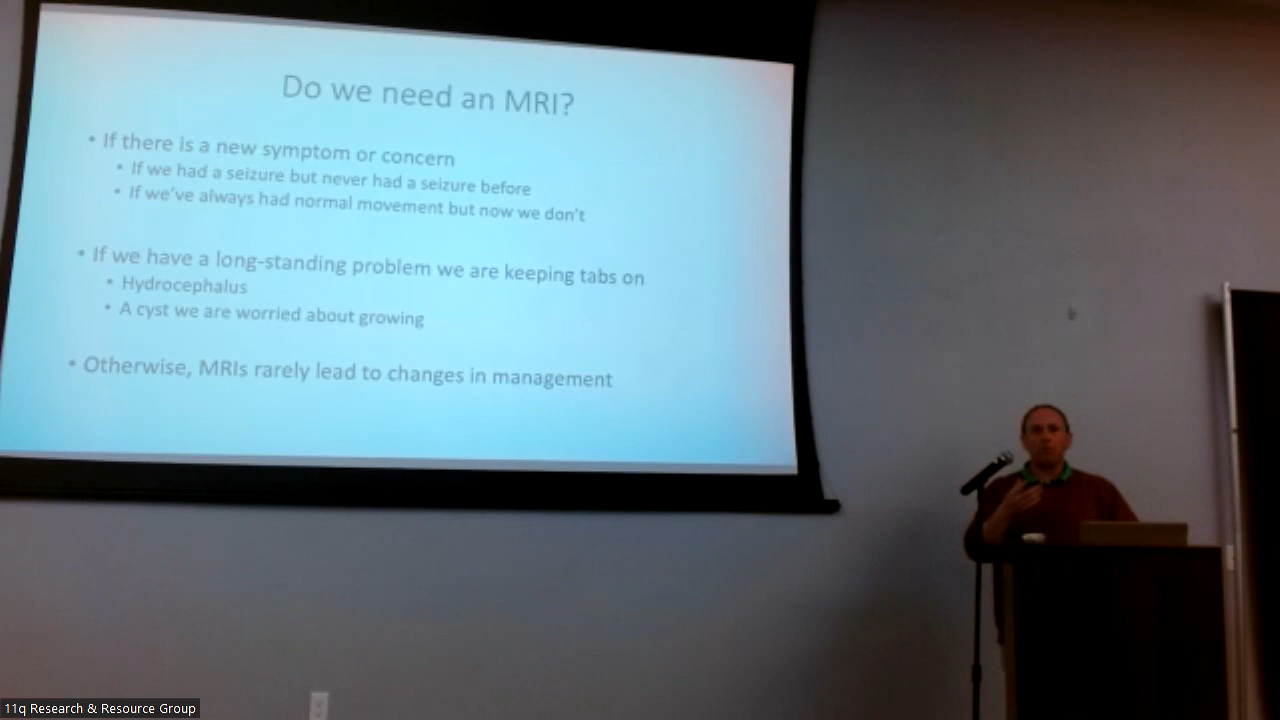 Do we need an MRI?
• If there is a new symptom or concern
• If we had a seizure but never had a seizure before
• If we've always had normal movement but now we don't
• If we have a long-standing problem we are keeping tabs on
• Hydrocephalus
• A cyst we are worried about growing
• Otherwise, MRIs rarely lead to changes in management
11q Research & Resource Group